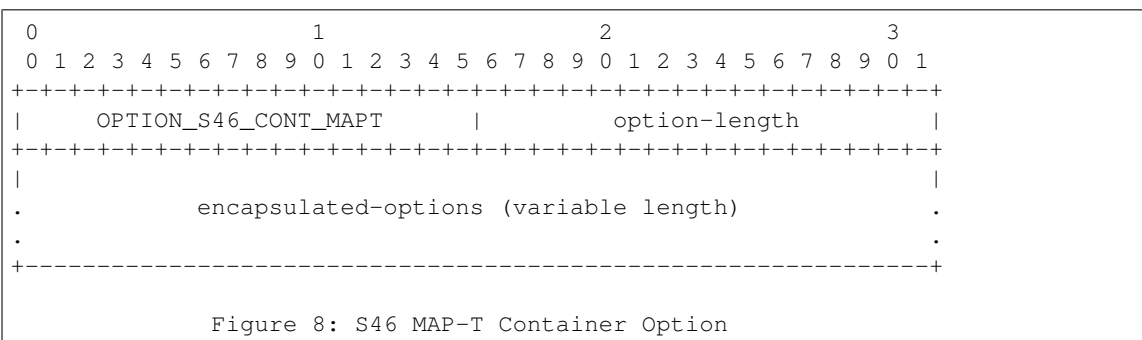 0                   1                   2                   3
 0 1 2 3 4 5 6 7 8 9 0 1 2 3 4 5 6 7 8 9 0 1 2 3 4 5 6 7 8 9 0 1
+-+-+-+-+-+-+-+-+-+-+-+-+-+-+-+-+-+-+-+-+-+-+-+-+-+-+-+-+-+-+-+
|     OPTION_S46_CONT_MAPT      |         option-length         |
+-+-+-+-+-+-+-+-+-+-+-+-+-+-+-+-+-+-+-+-+-+-+-+-+-+-+-+-+-+-+-+
|                                                               |
.            encapsulated-options (variable length)             .
.                                                               .
+---------------------------------------------------------------+
Figure 8: S46 MAP-T Container Option